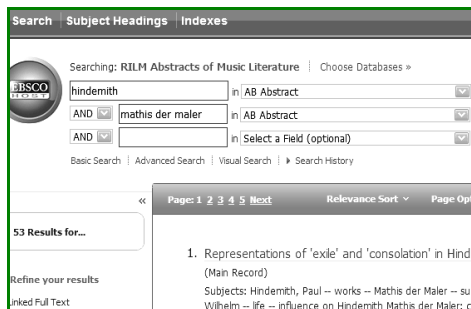 Search Subject Headings Indexes
Searching: RILM Abstracts of Music Literature Choose Databases »
EBSCO
HOST
hindemith in AB Abstract
AND mathis der maler in AB Abstract
AND in Select a Field (optional)
Basic Search Advanced Search Visual Search Search History
«
Page: 1 2 3 4 5 Next Relevance Sort Page Opt
53 Results for...
1. Representations of 'exile' and 'consolation' in Hind
(Main Record)
Refine your results
Subjects: Hindemith, Paul -- works -- Mathis der Maler -- su
Linked Full Text
Wilhelm -- life -- influence on Hindemith Mathis der Maler; c